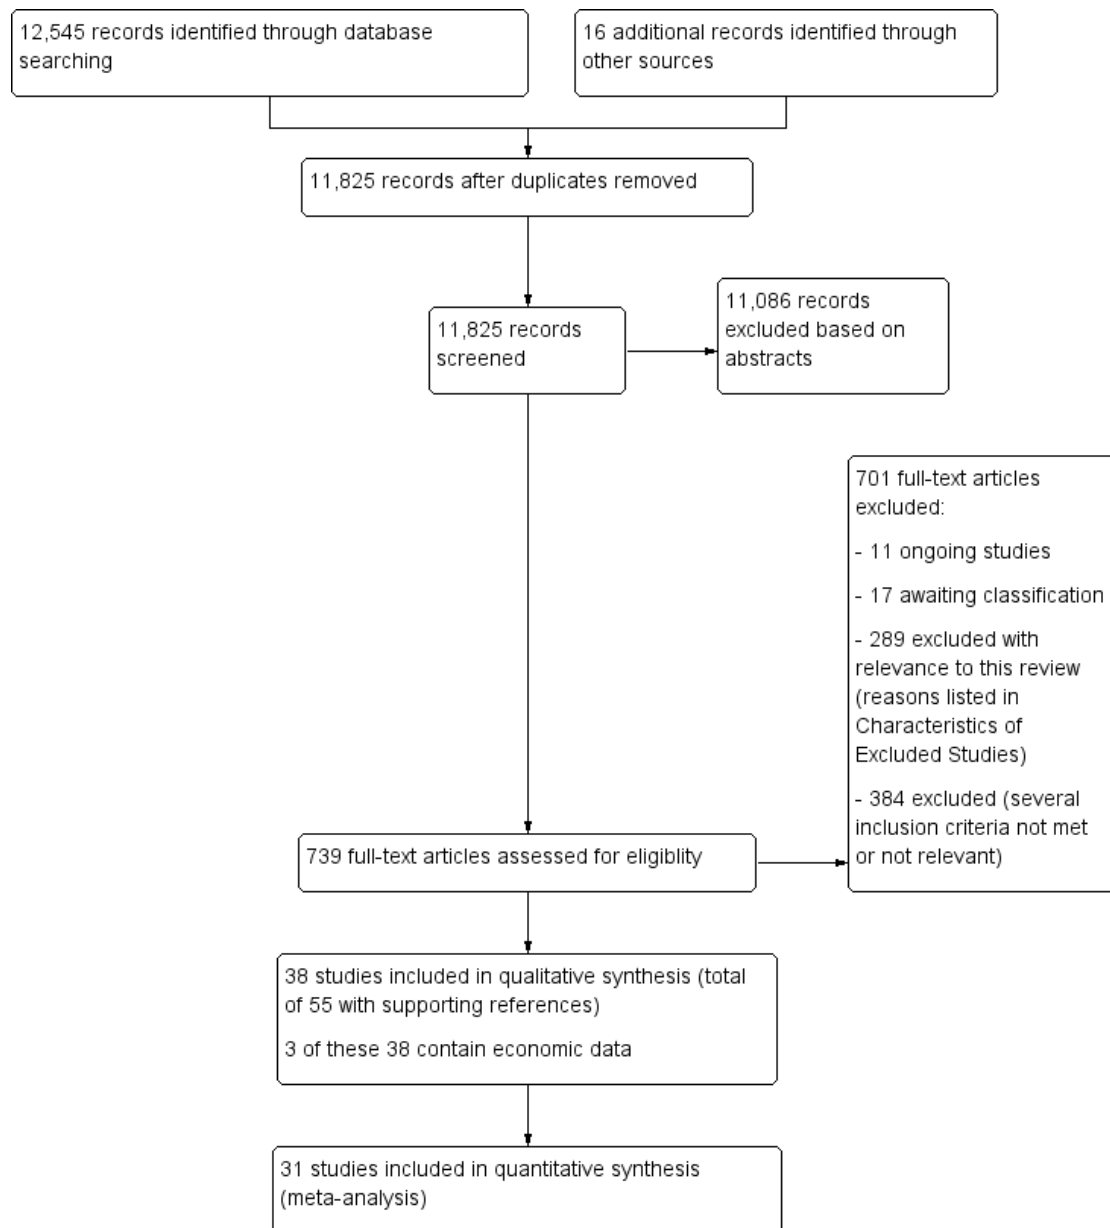 12,545 records identified through database
searching
16 additional records identified through
other sources
11,825 records after duplicates removed
11,825 records
screened
11,086 records
excluded based on
abstracts
701 full-text articles
excluded:
- 11 ongoing studies
- 17 awaiting classification
- 289 excluded with
relevance to this review
(reasons listed in
Characteristics of
Excluded Studies)
- 384 excluded (several
inclusion criteria not met
or not relevant)
739 full-text articles assessed for eligiblity
38 studies included in qualitative synthesis (total
of 55 with supporting references)
3 of these 38 contain economic data
31 studies included in quantitative synthesis
(meta-analysis)